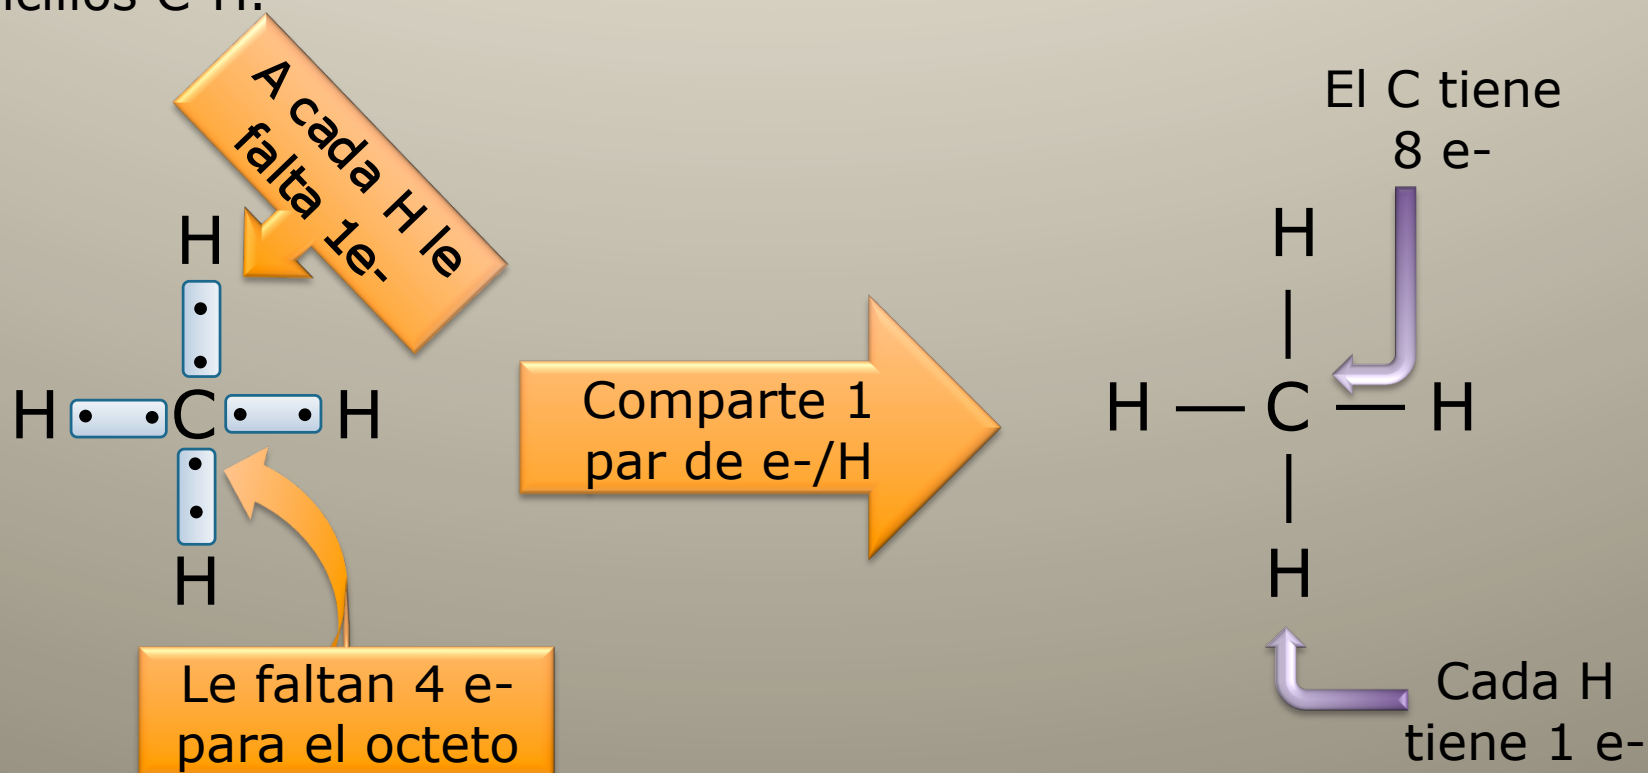 C-H.
A cada H le
falta 1e-
H
H C H
H
Le faltan 4 e-
para el octeto
Comparte 1
par de e-/H
El C tiene
8 e-
H
H — C — H
H
Cada H
tiene 1 e-